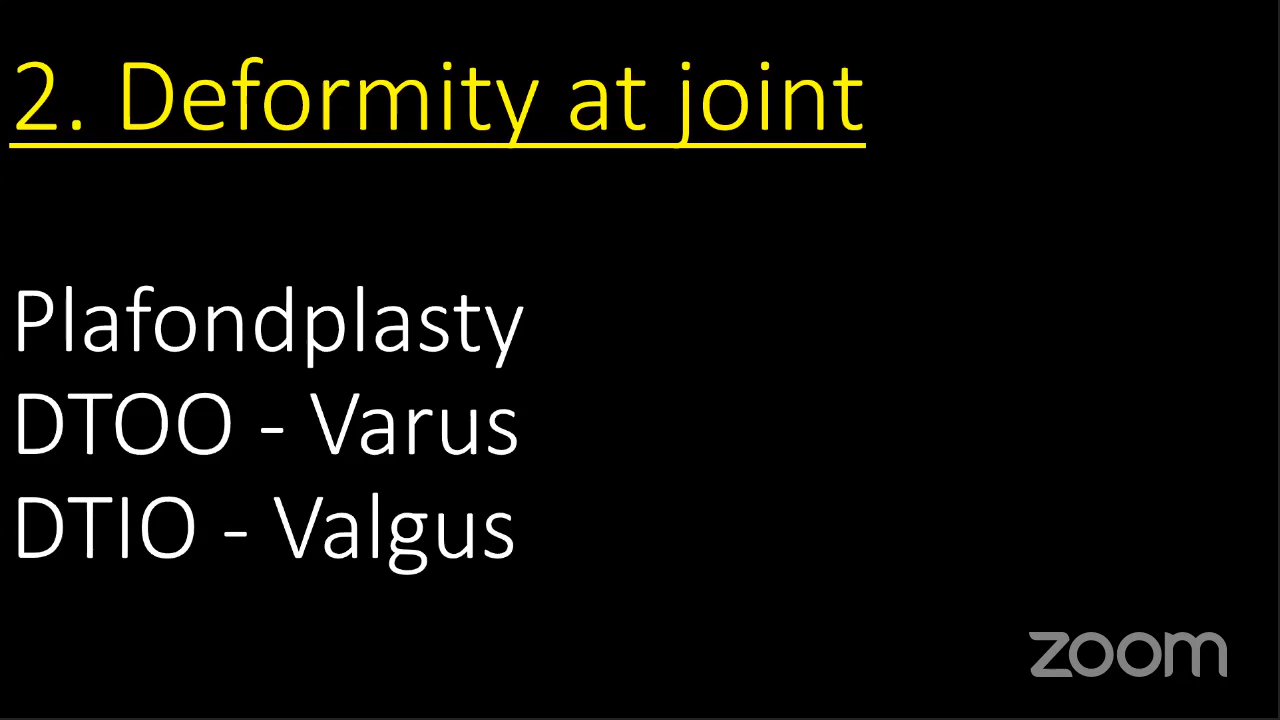 2. Deformity at joint
Plafondplasty
DTOO - Varus
DTIO - Valgus
zoom